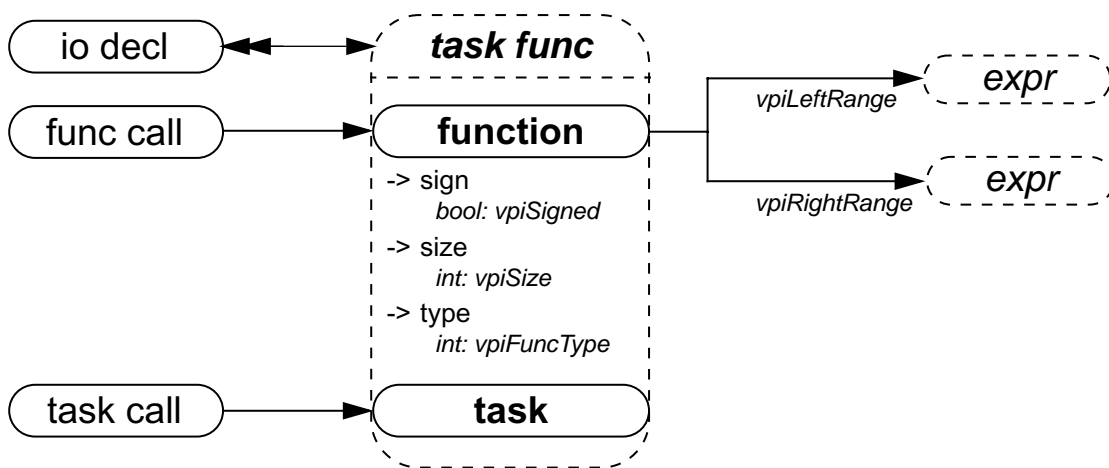 io decl
task func
func call
function
vpiLeftRange
expr
vpiRightRange
expr
-> sign
bool: vpiSigned
-> size
int: vpiSize
-> type
int: vpiFuncType
task call
task